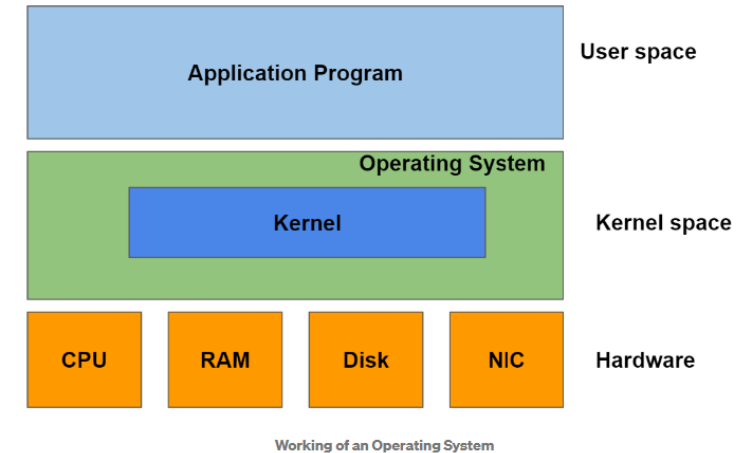 User space
Application Program
Operating System
Kernel
Kernel space
CPU
RAM
Disk
NIC
Hardware
Working of an Operating System